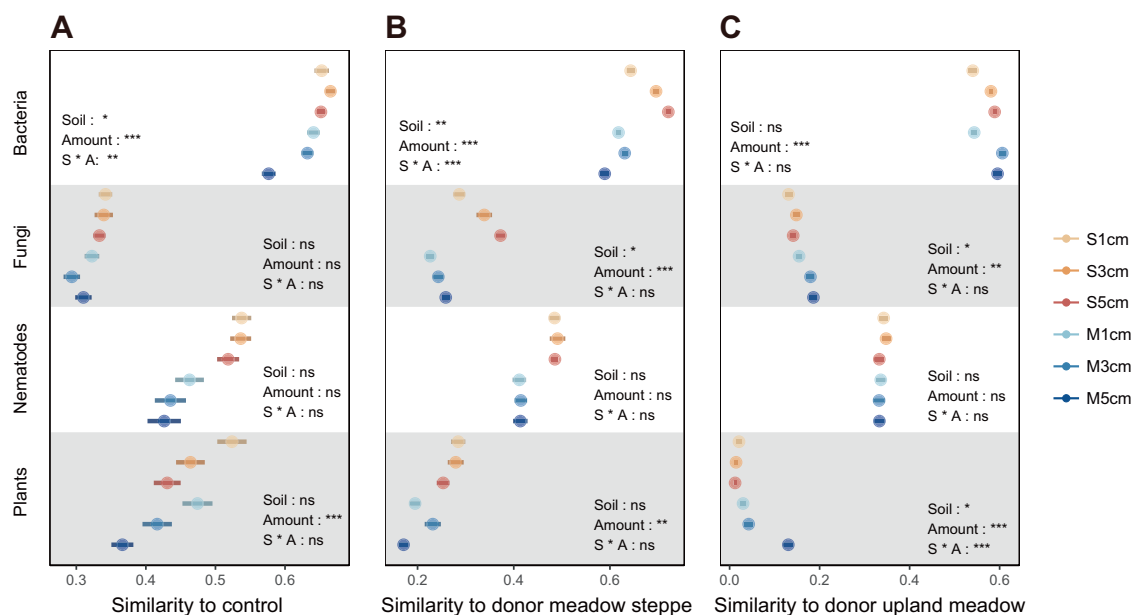 A
B
C
Bacteria
Soil : *
Amount : ***
S * A: **
Soil : **
Amount : ***
S * A : ***
Soil : ns
Amount : ***
S * A : ns
Fungi
Soil : ns
Amount : ns
S * A : ns
Soil : *
Amount : ***
S * A : ns
Soil : *
Amount : **
S * A : ns
Nematodes
Soil : ns
Amount : ns
S * A : ns
Soil : ns
Amount : ns
S * A : ns
Soil : ns
Amount : ns
S * A : ns
Plants
Soil : ns
Amount : ***
S * A : ns
Soil : ns
Amount : **
S * A : ns
Soil : *
Amount : ***
S * A : ***
S1cm
S3cm
S5cm
M1cm
M3cm
M5cm
0.3 0.4 0.5 0.6
0.2 0.4 0.6
0.0 0.2 0.4 0.6
Similarity to control
Similarity to donor meadow steppe
Similarity to donor upland meadow